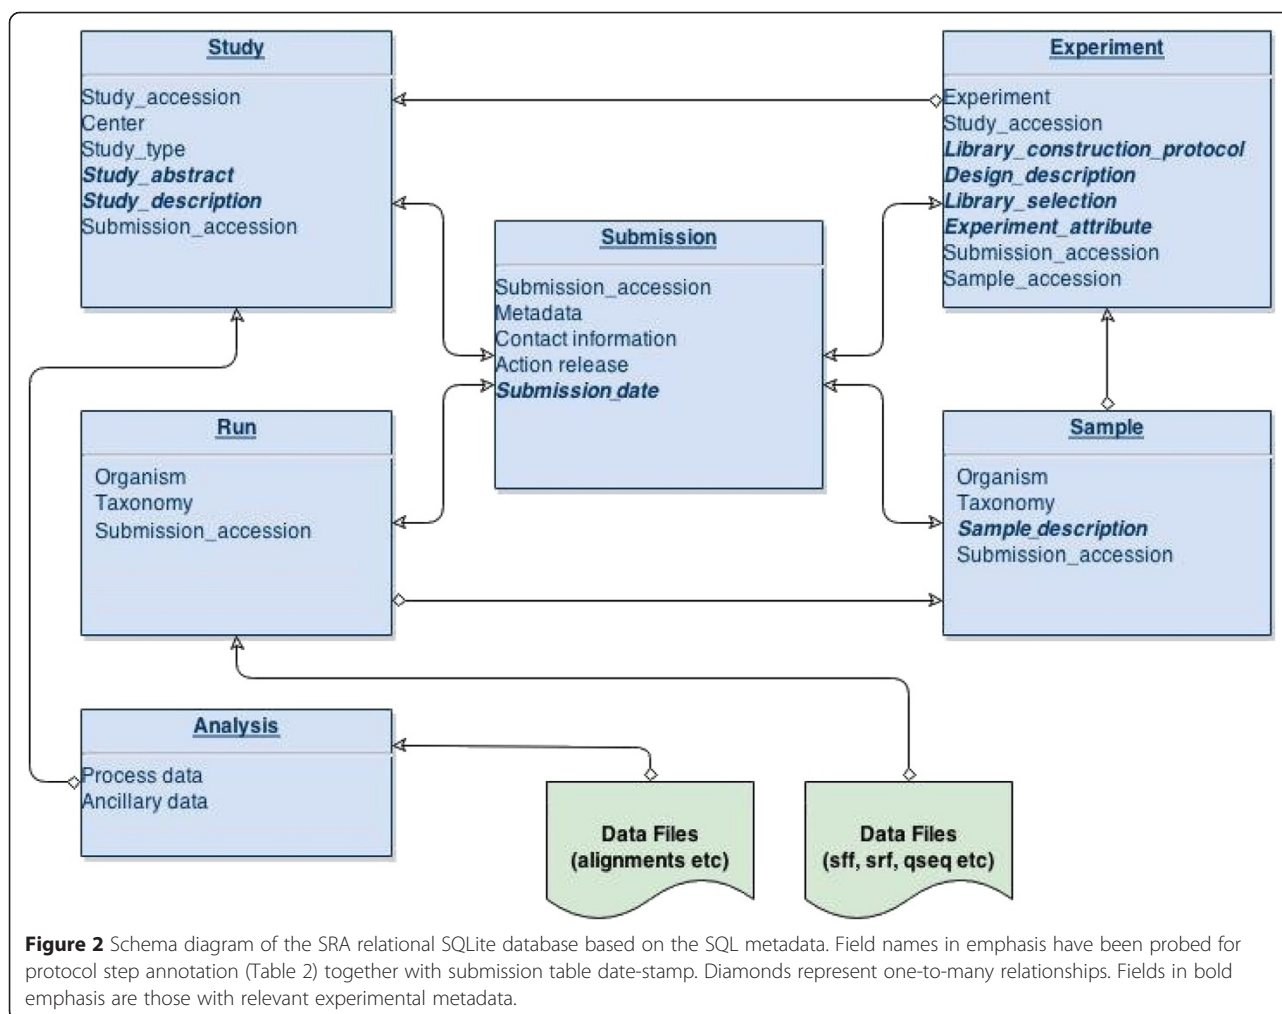 Study
Study_accession
Center
Study_type
Study_abstract
Study_description
Submission_accession
Experiment
Experiment
Study_accession
Library_construction_protocol
Design_description
Library_selection
Experiment_attribute
Submission_accession
Sample_accession
Submission
Submission_accession
Metadata
Contact information
Action release
Submission_date
Run
Organism
Taxonomy
Submission_accession
Sample
Organism
Taxonomy
Sample_description
Submission_accession
Analysis
Process data
Ancillary data
Data Files
(alignments etc)
Data Files
(sff, srf, qseq etc)
Figure 2 Schema diagram of the SRA relational SQLite database based on the SQL metadata. Field names in emphasis have been probed for
protocol step annotation (Table 2) together with submission table date-stamp. Diamonds represent one-to-many relationships. Fields in bold
emphasis are those with relevant experimental metadata.